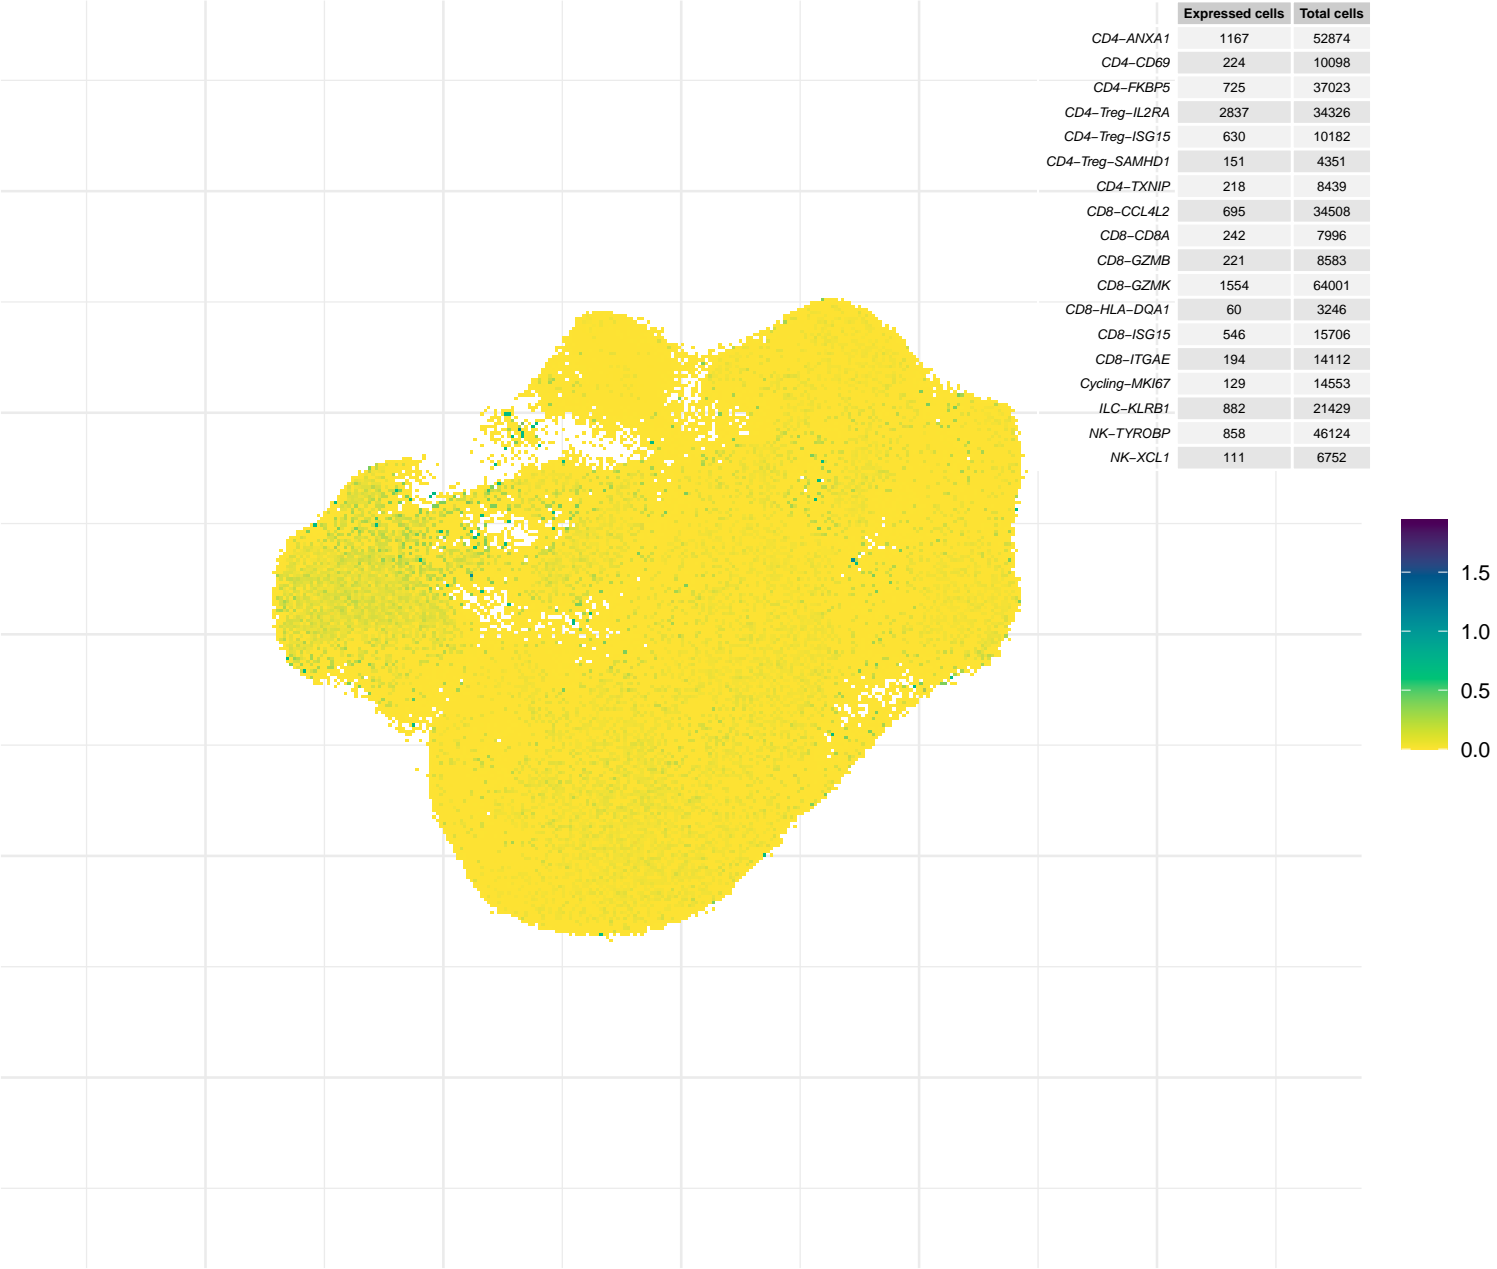 Expressed cells Total cells
CD4−ANXA1 1167 52874
CD4−CD69 224 10098
CD4−FKBP5 725 37023
CD4−Treg−IL2RA 2837 34326
CD4−Treg−ISG15 630 10182
CD4−Treg−SAMHD1 151 4351
CD4−TXNIP 218 8439
CD8−CCL4L2 695 34508
CD8−CD8A 242 7996
CD8−GZMB 221 8583
CD8−GZMK 1554 64001
CD8−HLA−DQA1 60 3246
CD8−ISG15 546 15706
CD8−ITGAE 194 14112
Cycling−MKI67 129 14553
ILC−KLRB1 882 21429
NK−TYROBP 858 46124
NK−XCL1 111 6752
1.5
1.0
0.5
0.0